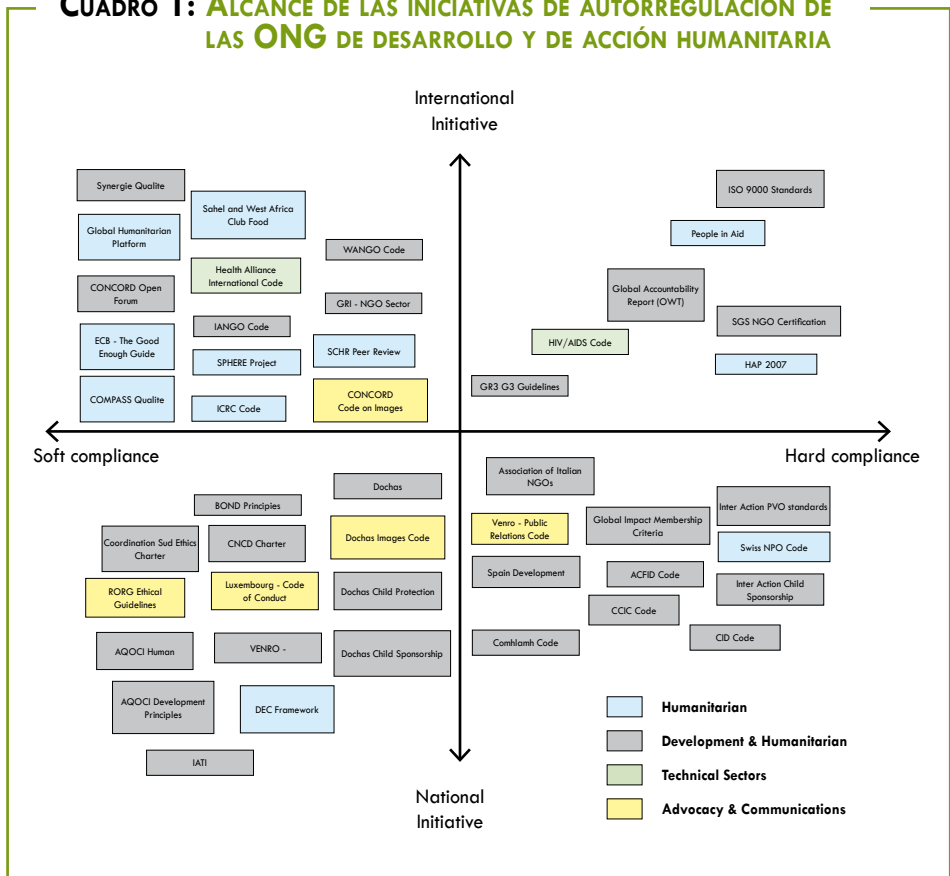 CUADRO 1: ALCANCE DE LAS INICIATIVAS DE AUTORREGULACIÓN DE
LAS ONG DE DESARROLLO Y DE ACCIÓN HUMANITARIA
International
Initiative
Synergie Qualite
Sahel and West Africa
Club Food
Global Humanitarian
Platform
WANGO Code
Health Alliance
International Code
CONCORD Open
Forum
GRI - NGO Sector
IANGO Code
ECB - The Good
Enough Guide
SPHERE Project
SCHR Peer Review
COMPASS Qualite
ICRC Code
CONCORD
Code on Images
ISO 9000 Standards
People in Aid
Global Accountability
Report (OWT)
SGS NGO Certification
HIV/AIDS Code
HAP 2007
GR3 G3 Guidelines
Soft compliance
Hard compliance
Dochas
BOND Principies
Coordination Sud Ethics
Charter
CNCD Charter
Dochas Images Code
RORG Ethical
Guidelines
Luxembourg - Code
of Conduct
Dochas Child Protection
AQOCI Human
VENRO -
Dochas Child Sponsorship
AQOCI Development
Principles
DEC Framework
IATI
Association of Italian
NGOs
Venro - Public
Relations Code
Global Impact Membership
Criteria
Inter Action PVO standards
Swiss NPO Code
Spain Development
ACFID Code
Inter Action Child
Sponsorship
CCIC Code
Comhlamh Code
CID Code
National
Initiative
Humanitarian
Development & Humanitarian
Technical Sectors
Advocacy & Communications